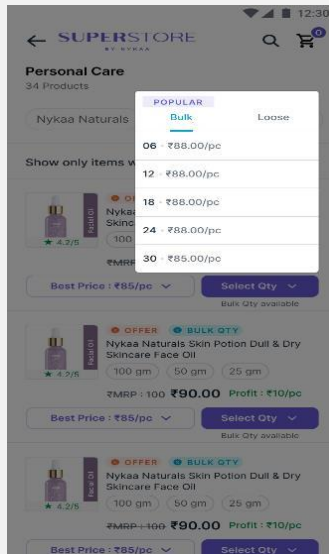 12:30
SUPERSTORE
BY NYKAA
0
Personal Care
34 Products
Nykaa Naturals
Show only items w
POPULAR
Bulk
Loose
06 · ₹88.00/pc
12 · ₹88.00/pc
18 · ₹88.00/pc
24 · ₹88.00/pc
30 · ₹85.00/pc
Facial Oil
Nykaa
Skinc
100
★ 4.2/5
₹MRP
Best Price : ₹85/pc
Select Qty
Bulk Qty available
OFFER
BULK QTY
Nykaa Naturals Skin Potion Dull & Dry
Skincare Face Oil
Facial Oil
100 gm
50 gm
25 gm
★ 4.2/5
₹MRP : 100 ₹90.00 Profit : ₹10/pc
Best Price : ₹85/pc
Select Qty
Bulk Qty available
OFFER
BULK QTY
Nykaa Naturals Skin Potion Dull & Dry
Skincare Face Oil
Facial Oil
100 gm
50 gm
25 gm
★ 4.2/5
₹MRP : 100 ₹90.00 Profit : ₹10/pc
Best Price : ₹85/pc
Select Qty